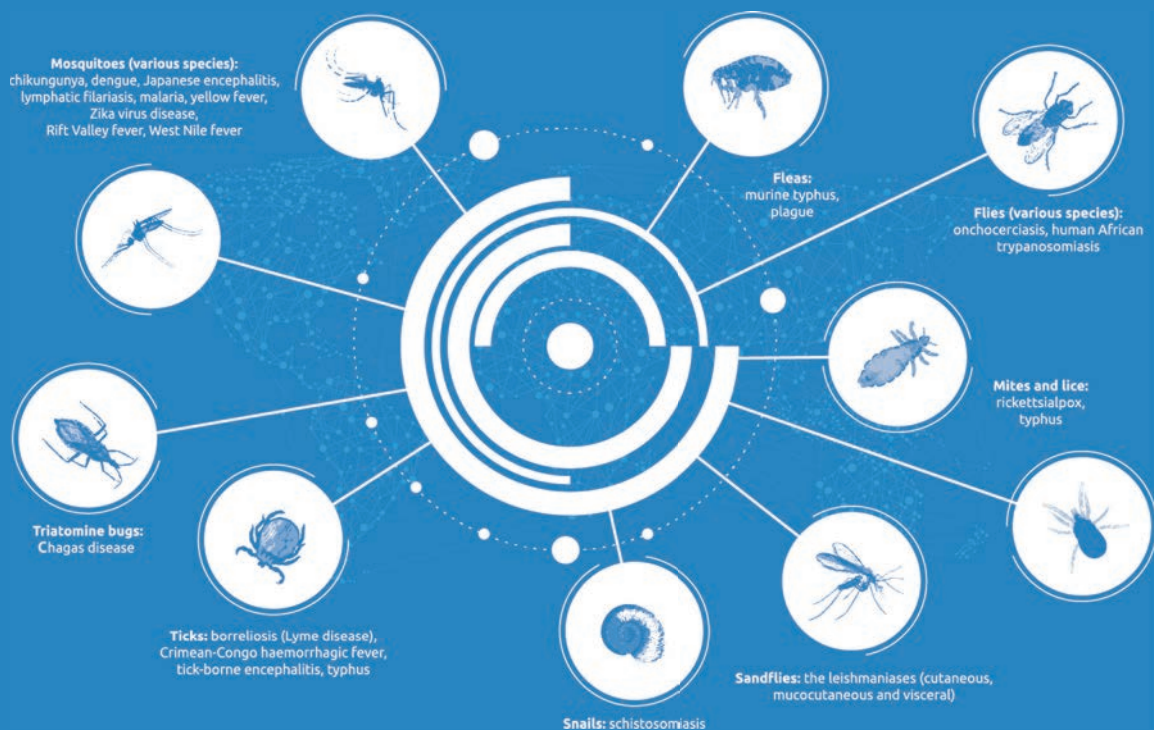 Mosquitoes (various species):
chikungunya, dengue, Japanese encephalitis,
lymphatic filariasis, malaria, yellow fever,
Zika virus disease,
Rift Valley fever, West Nile fever
Fleas:
murine typhus,
plague
Flies (various species):
onchocerciasis, human African
trypanosomiasis
Mites and lice:
rickettsialpox,
typhus
Triatomine bugs:
Chagas disease
Ticks: borreliosis (Lyme disease),
Crimean-Congo haemorrhagic fever,
tick-borne encephalitis, typhus
Sandflies: the leishmaniases (cutaneous,
mucocutaneous and visceral)
Snails: schistosomiasis